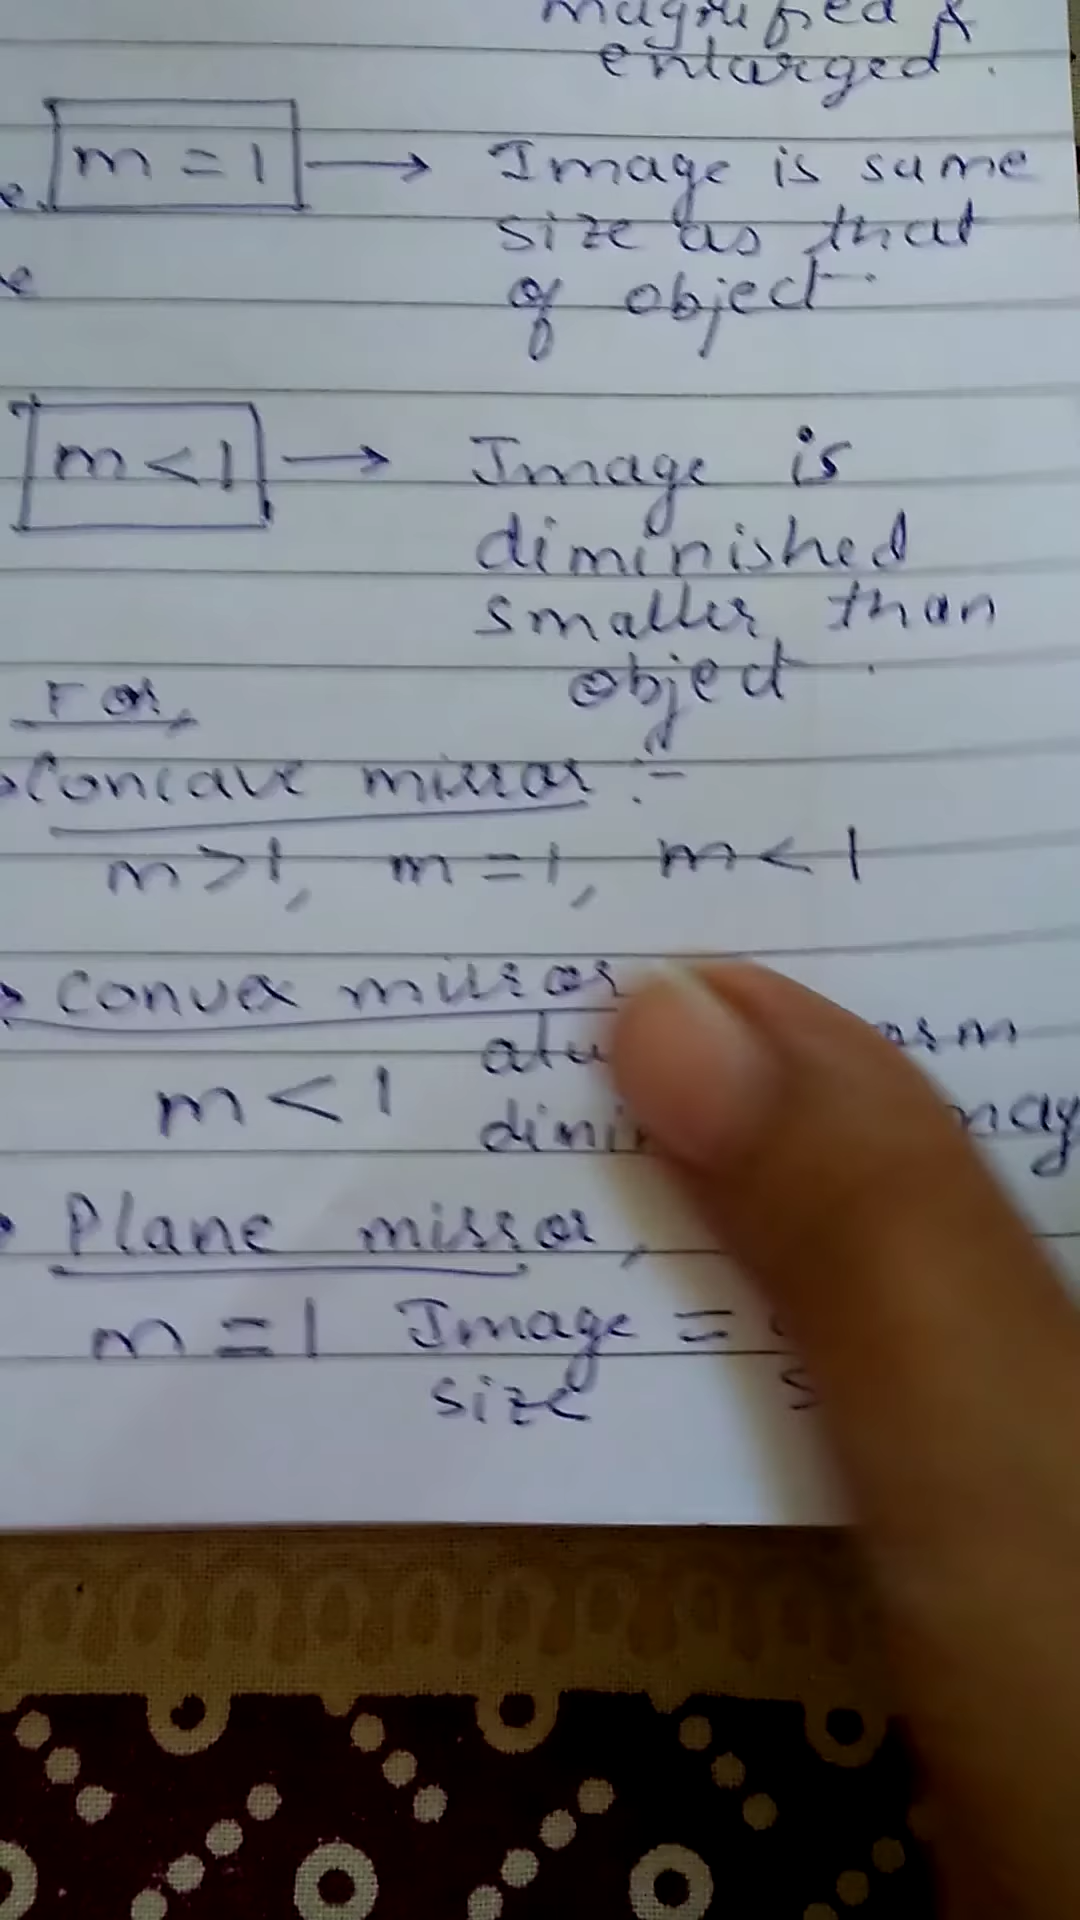 magnified &
enlarged.
m = 1 → Image is same
size as that
of object.
m < 1 → Image is
diminished
smaller than
object.
For,
Concave mirror :-
m > 1, m = 1, m < 1
Convex mirror
m < 1
Plane mirror,
m = 1 Image =
size